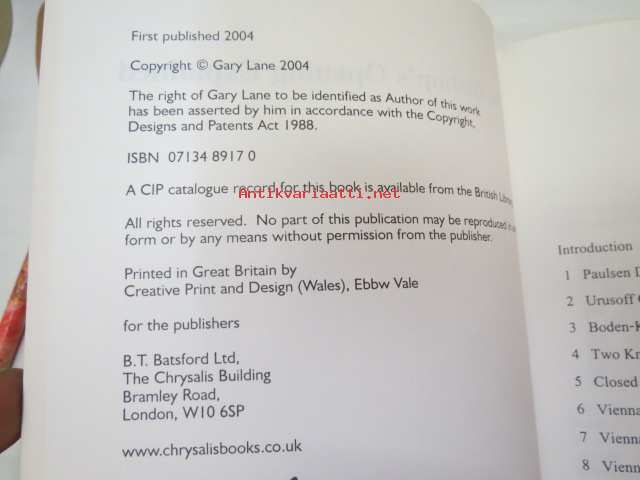 First published 2004
Copyright © Gary Lane 2004
The right of Gary Lane to be identified as Author of this work
has been asserted by him in accordance with the Copyright,
Designs and Patents Act 1988.
ISBN 07134 8917 0
A CIP catalogue record for this book is available from the British
Antikvariaatti.net
All rights reserved. No part of this publication may be reproduced
form or by any means without permission from the publisher.
Printed in Great Britain by
Creative Print and Design (Wales), Ebbw Vale
for the publishers
B.T. Batsford Ltd,
The Chrysalis Building
Bramley Road,
London, W10 6SP
www.chrysalisbooks.co.uk
Introduction
1 Paulsen
2 Urusoff
3 Boden-
4 Two
5 Closed
6 Vienna
7 Vienna
8 Vienna